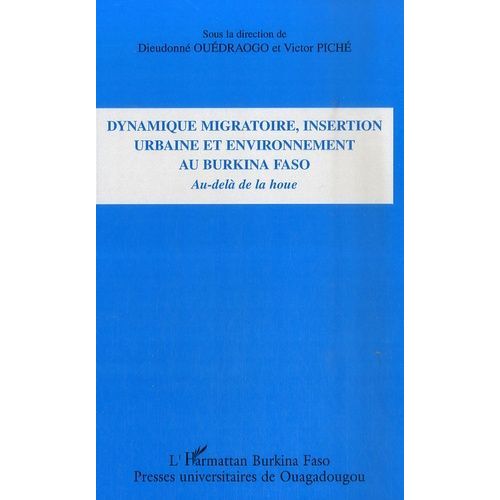 Sous la direction de
Dieudonné OUÉDRAOGO et Victor PICHÉ
DYNAMIQUE MIGRATOIRE, INSERTION
URBAINE ET ENVIRONNEMENT
AU BURKINA FASO
Au-delà de la houe
L'Harmattan Burkina Faso
Presses universitaires de Ouagadougou